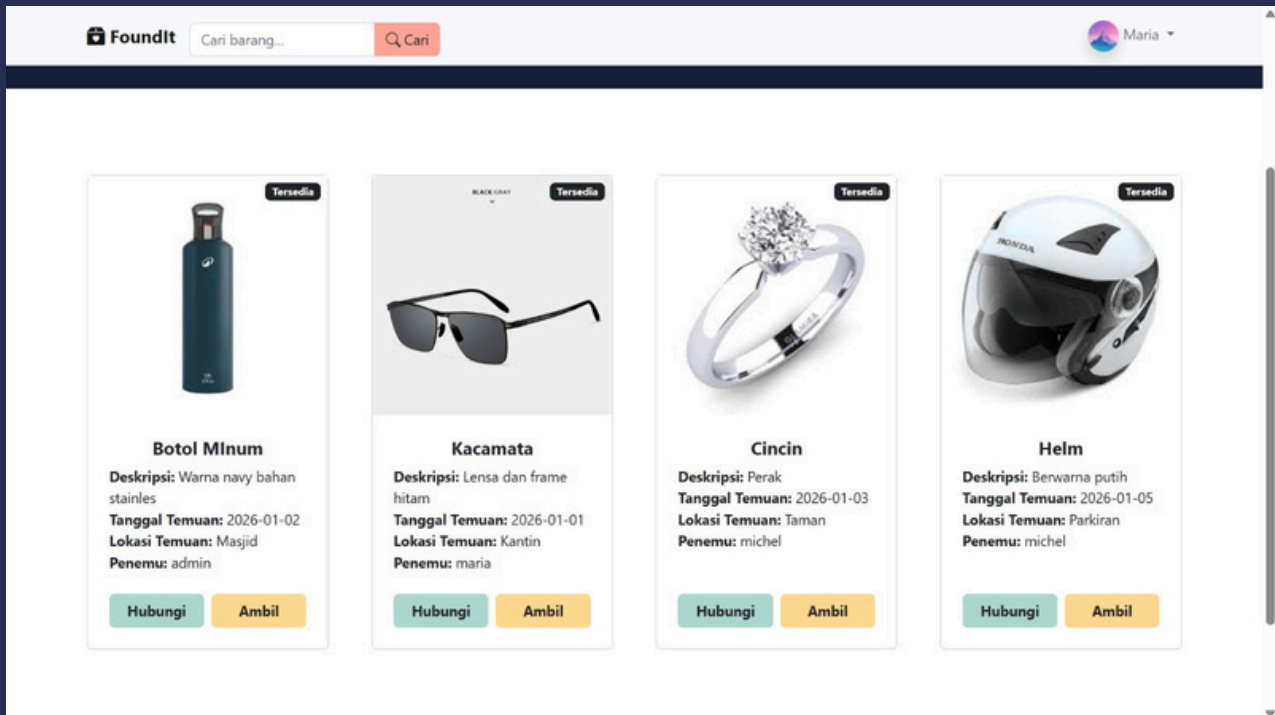 FoundIt
Cari barang...
Cari
Maria
Tersedia
Botol MInum
Deskripsi: Warna navy bahan
stainles
Tanggal Temuan: 2026-01-02
Lokasi Temuan: Masjid
Penemu: admin
Hubungi
Ambil
BLACK GRAY
Tersedia
Kacamata
Deskripsi: Lensa dan frame
hitam
Tanggal Temuan: 2026-01-01
Lokasi Temuan: Kantin
Penemu: maria
Hubungi
Ambil
Tersedia
Cincin
Deskripsi: Perak
Tanggal Temuan: 2026-01-03
Lokasi Temuan: Taman
Penemu: michel
Hubungi
Ambil
Tersedia
HONDA
Helm
Deskripsi: Berwarna putih
Tanggal Temuan: 2026-01-05
Lokasi Temuan: Parkiran
Penemu: michel
Hubungi
Ambil